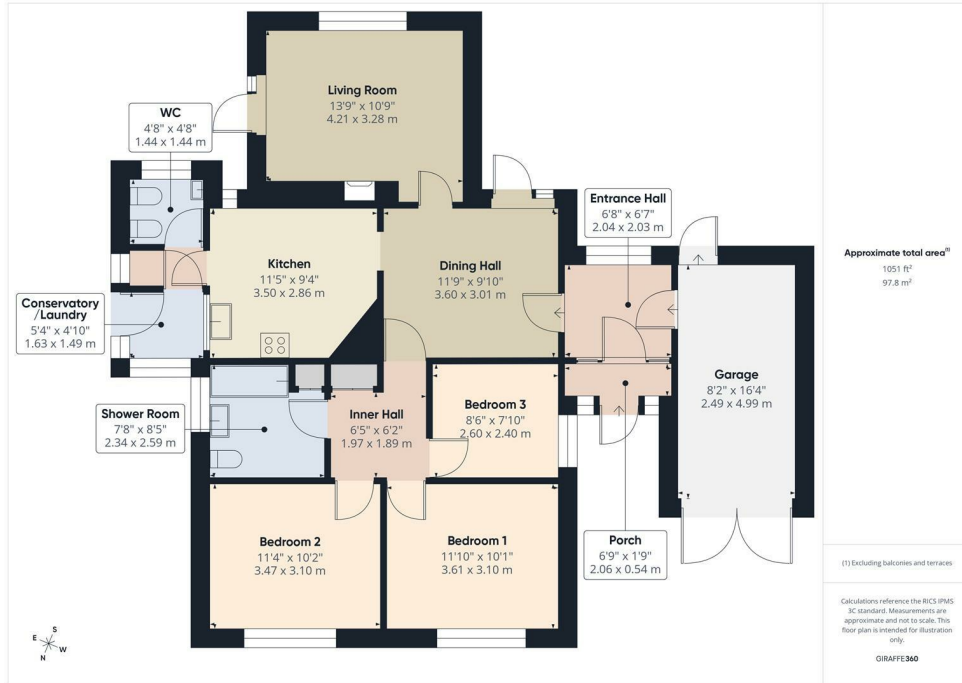 Living Room
13'9" x 10'9"
4.21 x 3.28 m
WC
4'8" x 4'8"
1.44 x 1.44 m
Entrance Hall
6'8" x 6'7"
2.04 x 2.03 m
Kitchen
11'5" x 9'4"
3.50 x 2.86 m
Dining Hall
11'9" x 9'10"
3.60 x 3.01 m
Conservatory
/Laundry
5'4" x 4'10"
1.63 x 1.49 m
Garage
8'2" x 16'4"
2.49 x 4.99 m
Shower Room
7'8" x 8'5"
2.34 x 2.59 m
Inner Hall
6'5" x 6'2"
1.97 x 1.89 m
Bedroom 3
8'6" x 7'10"
2.60 x 2.40 m
Bedroom 2
11'4" x 10'2"
3.47 x 3.10 m
Bedroom 1
11'10" x 10'1"
3.61 x 3.10 m
Porch
6'9" x 1'9"
2.06 x 0.54 m
S
E
W
N
Approximate total area(1)
1051 ft²
97.8 m²
(1) Excluding balconies and terraces
Calculations reference the RICS IPMS
3C standard. Measurements are
approximate and not to scale. This
floor plan is intended for illustration
only.
GIRAFFE360